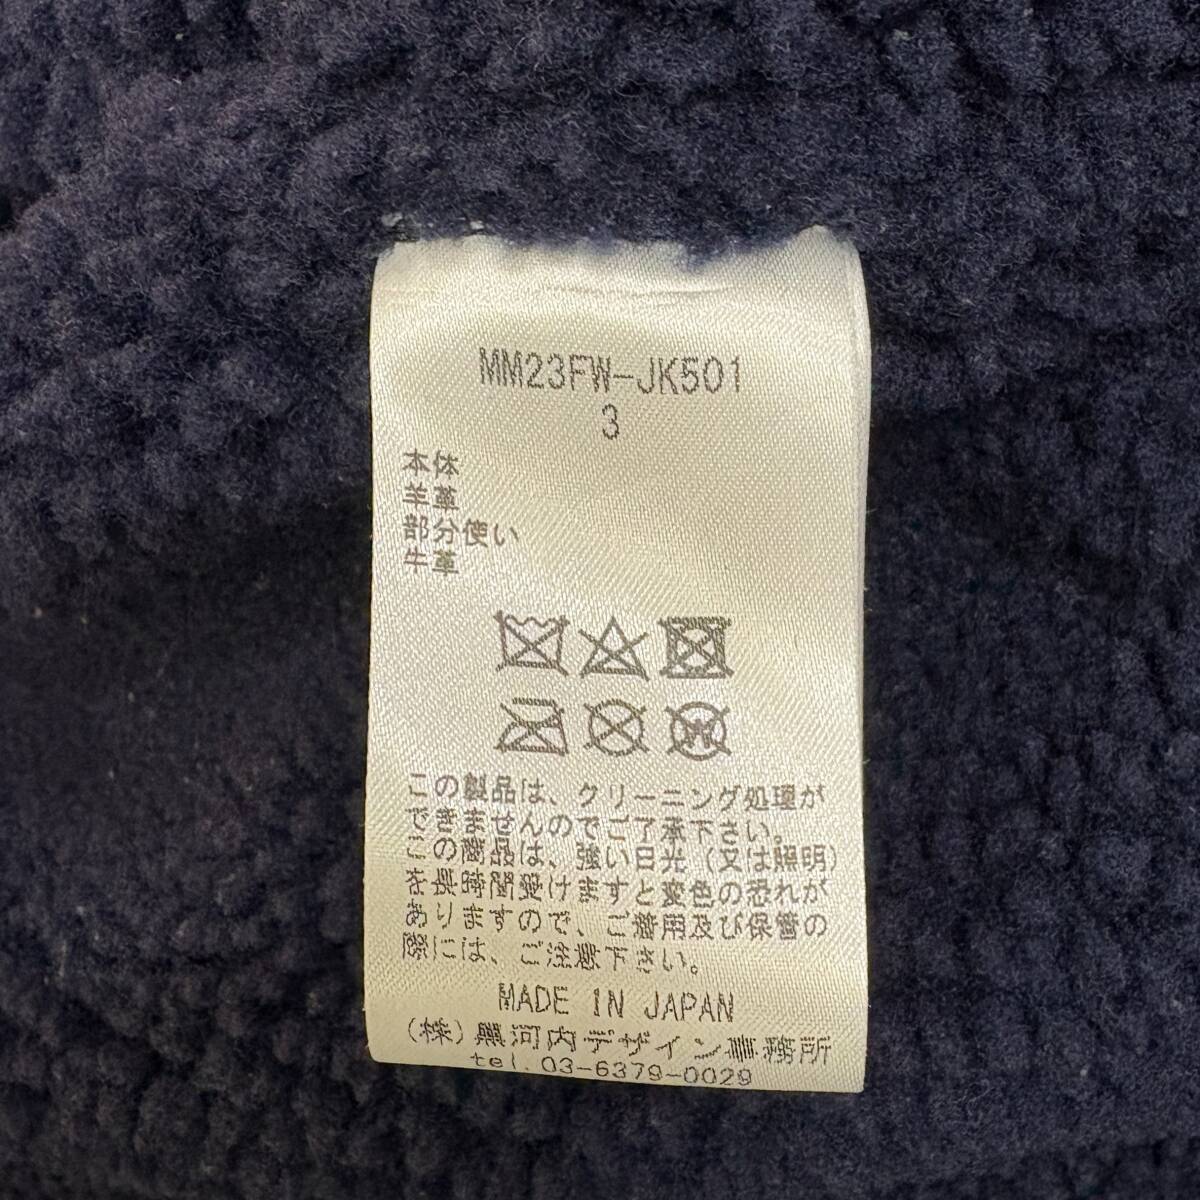 MM23FW-JK501
3
本体
羊革
部分使い
牛革
この製品は、クリーニング処理が
できませんのでご了承下さい。
この商品は、強い日光(又は照明)
を長時間受けますと変色の恐れが
ありますので、ご着用及び保管の
際には、ご注意下さい。
MADE IN JAPAN
(株)黒河内デザイン事務所
tel. 03-6379-0029